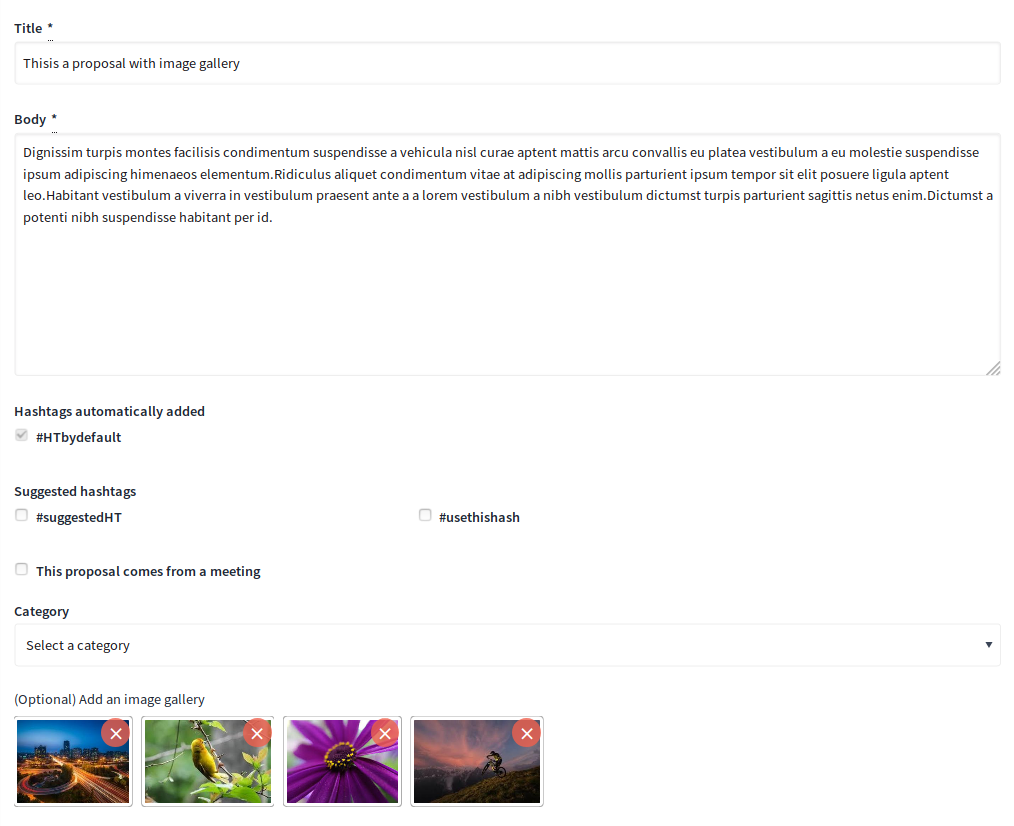 Title *
Thisis a proposal with image gallery
Body *
Dignissim turpis montes facilisis condimentum suspendisse a vehicula nisl curae aptent mattis arcu convallis eu platea vestibulum a eu molestie suspendisse
ipsum adipiscing himenaeos elementum.Ridiculus aliquet condimentum vitae at adipiscing mollis parturient ipsum tempor sit elit posuere ligula aptent
leo.Habitant vestibulum a viverra in vestibulum praesent ante a a lorem vestibulum a nibh vestibulum dictumst turpis parturient sagittis netus enim.Dictumst a
potenti nibh suspendisse habitant per id.
Hashtags automatically added
#HTbydefault
Suggested hashtags
#suggestedHT #usethishash
This proposal comes from a meeting
Category
Select a category
(Optional) Add an image gallery